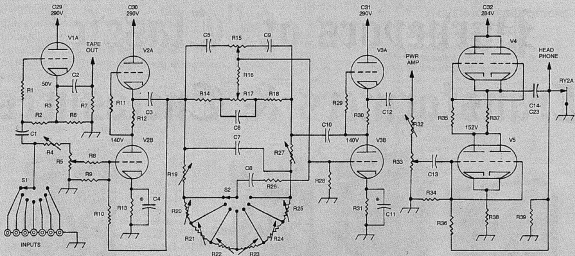 C29 290V
C30 290V
C31 290V
C32 284V
V1A
TAPE OUT
V2A
C5
R15
C9
V3A
PWR AMP
V4
HEAD PHONE
RY2A
R1
50V
C2
R3
R7
R2
R6
C1
R4
R5
R8
R9
R10
S1
INPUTS
R11
R12
C3
140V
V2B
R13
C4
R14
R16
R17
R18
C6
C7
R19
R27
C8
S2
R26
R20
R21
R22
R23
R24
R25
C10
R28
R29
R30
140V
C12
V3B
R31
C11
R32
R33
C13
R34
R35
R37
152V
V5
C14-C23
R36
R38
R39